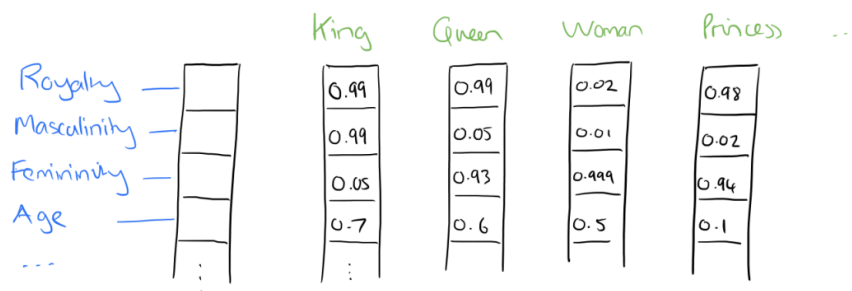 King Queen Woman Princess ..
Royalty 0.99 0.99 0.02 0.98
Masculinity 0.99 0.05 0.01 0.02
Femininity 0.05 0.93 0.999 0.94
Age 0.7 0.6 0.5 0.1
...